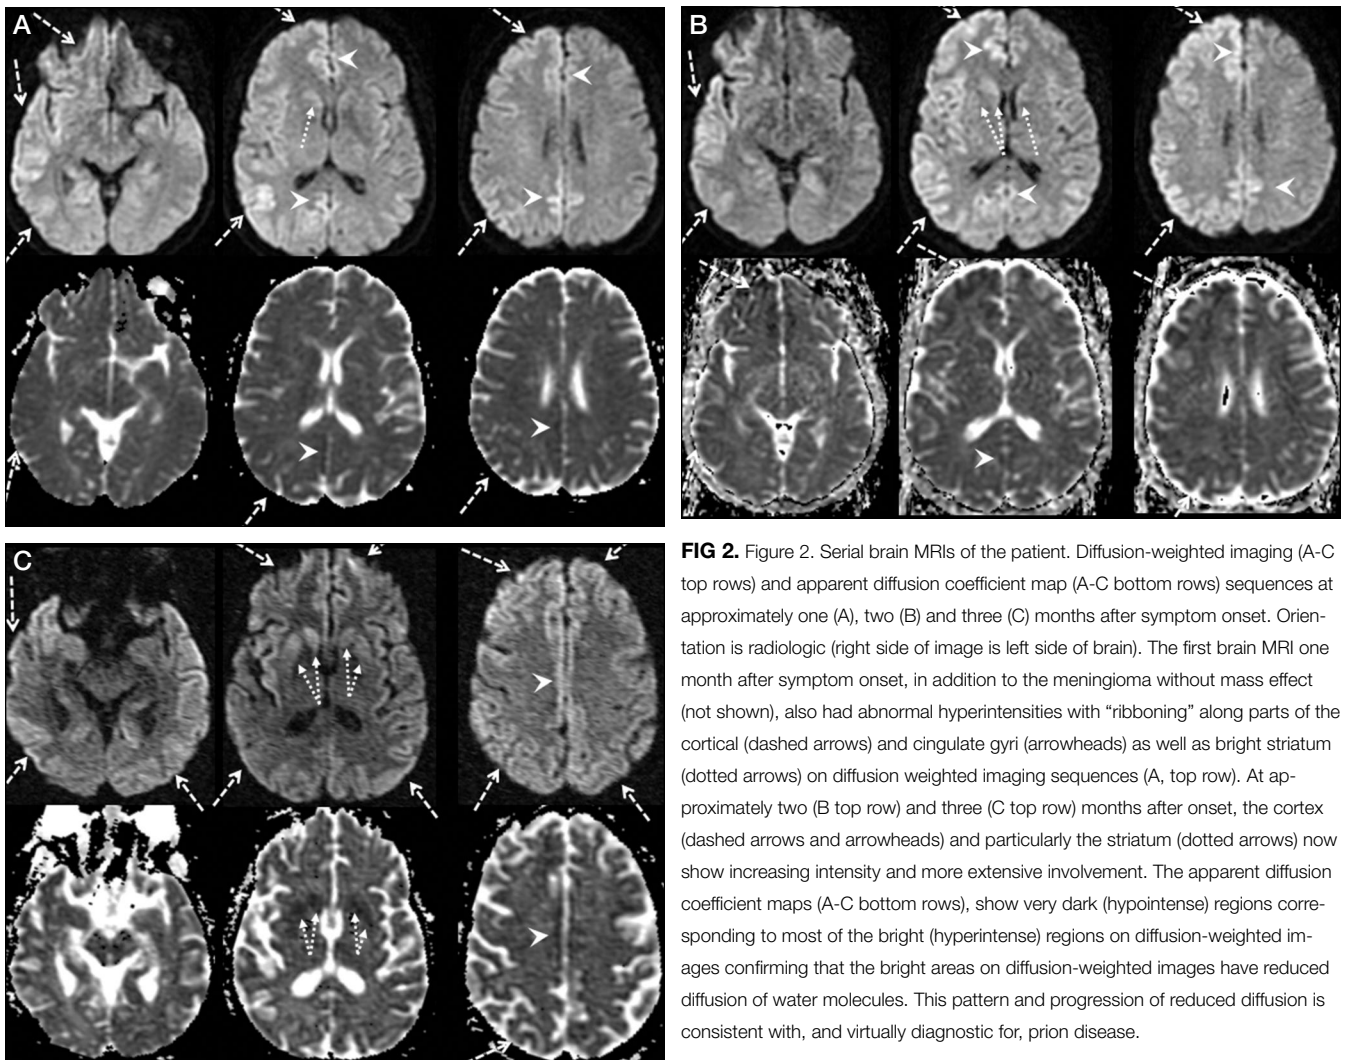 A
B
C
FIG 2. Figure 2. Serial brain MRIs of the patient. Diffusion-weighted imaging (A-C
top rows) and apparent diffusion coefficient map (A-C bottom rows) sequences at
approximately one (A), two (B) and three (C) months after symptom onset. Orien-
tation is radiologic (right side of image is left side of brain). The first brain MRI one
month after symptom onset, in addition to the meningioma without mass effect
(not shown), also had abnormal hyperintensities with “ribboning” along parts of the
cortical (dashed arrows) and cingulate gyri (arrowheads) as well as bright striatum
(dotted arrows) on diffusion weighted imaging sequences (A, top row). At ap-
proximately two (B top row) and three (C top row) months after onset, the cortex
(dashed arrows and arrowheads) and particularly the striatum (dotted arrows) now
show increasing intensity and more extensive involvement. The apparent diffusion
coefficient maps (A-C bottom rows), show very dark (hypointense) regions corre-
sponding to most of the bright (hyperintense) regions on diffusion-weighted im-
ages confirming that the bright areas on diffusion-weighted images have reduced
diffusion of water molecules. This pattern and progression of reduced diffusion is
consistent with, and virtually diagnostic for, prion disease.